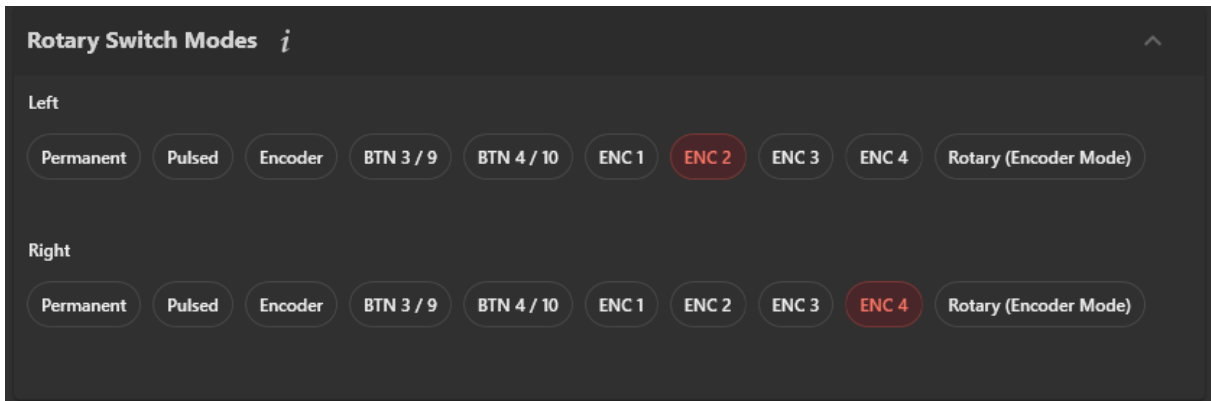 Rotary Switch Modes i
Left
Permanent Pulsed Encoder BTN 3 / 9 BTN 4 / 10 ENC 1 ENC 2 ENC 3 ENC 4 Rotary (Encoder Mode)
Right
Permanent Pulsed Encoder BTN 3 / 9 BTN 4 / 10 ENC 1 ENC 2 ENC 3 ENC 4 Rotary (Encoder Mode)